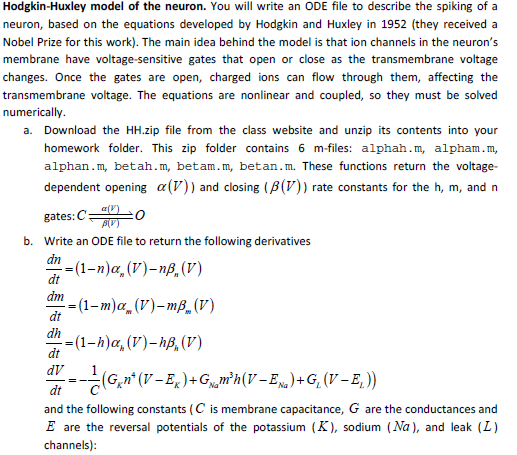 Hodgkin-Huxley model of the neuron. You will write an ODE file to describe the spiking of a
neuron, based on the equations developed by Hodgkin and Huxley in 1952 (they received a
Nobel Prize for this work). The main idea behind the model is that ion channels in the neuron's
membrane have voltage-sensitive gates that open or close as the transmembrane voltage
changes. Once the gates are open, charged ions can flow through them, affecting the
transmembrane voltage. The equations are nonlinear and coupled, so they must be solved
numerically.
a. Download the HH.zip file from the class website and unzip its contents into your
homework folder. This zip folder contains 6 m-files: alphah.m, alpham.m,
alphan.m, betah.m, betam.m, betan.m. These functions return the voltage-
dependent opening α(V)) and closing (β(V)) rate constants for the h, m, and n
gates: C ⇌ O α(V) β(V)
b. Write an ODE file to return the following derivatives
dn/dt = (1−n)αₙ(V)−nβₙ(V)
dm/dt = (1−m)αₘ(V)−mβₘ(V)
dh/dt = (1−h)αₕ(V)−hβₕ(V)
dV/dt = −1/C (G_K n⁴(V−E_K)+G_Na m³h(V−E_Na)+G_L(V−E_L))
and the following constants (C is membrane capacitance, G are the conductances and
E are the reversal potentials of the potassium (K), sodium (Na), and leak (L)
channels):